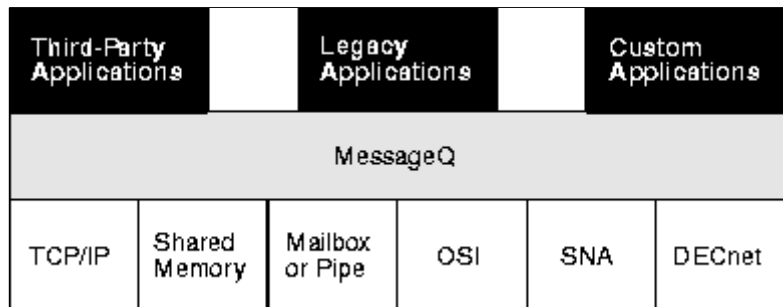 Third-Party
Applications
Legacy
Applications
Custom
Applications
MessageQ
TCP/IP
Shared
Memory
Mailbox
or Pipe
OSI
SNA
DECnet